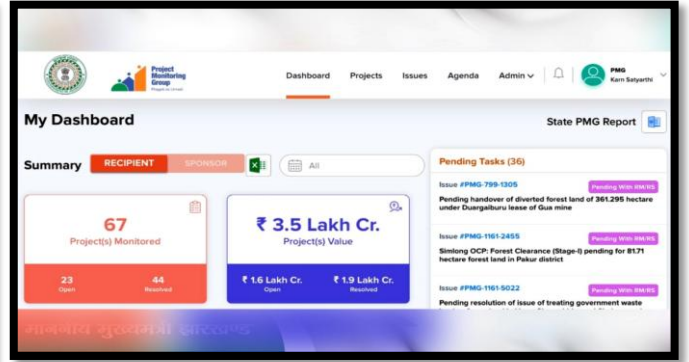 Project
Monitoring
Group
Dashboard
Projects
Issues
Agenda
Admin
PMG
Karn Satyarthi
My Dashboard
State PMG Report
Summary
RECIPIENT
SPONSOR
All
67
Project(s) Monitored
23
Open
44
Resolved
₹ 3.5 Lakh Cr.
Project(s) Value
₹ 1.6 Lakh Cr.
Open
₹ 1.9 Lakh Cr.
Resolved
Pending Tasks (36)
Issue #PMG-799-1305
Pending With RM/RS
Pending handover of diverted forest land of 361.295 hectare
under Duargaiburu lease of Gua mine
Issue #PMG-1161-2455
Pending With RM/RS
Simlong OCP: Forest Clearance (Stage-I) pending for 81.71
hectare forest land in Pakur district
Issue #PMG-1161-5022
Pending With RM/RS
Pending resolution of issue of treating government waste
माननीय मुख्यमंत्री झारखण्ड